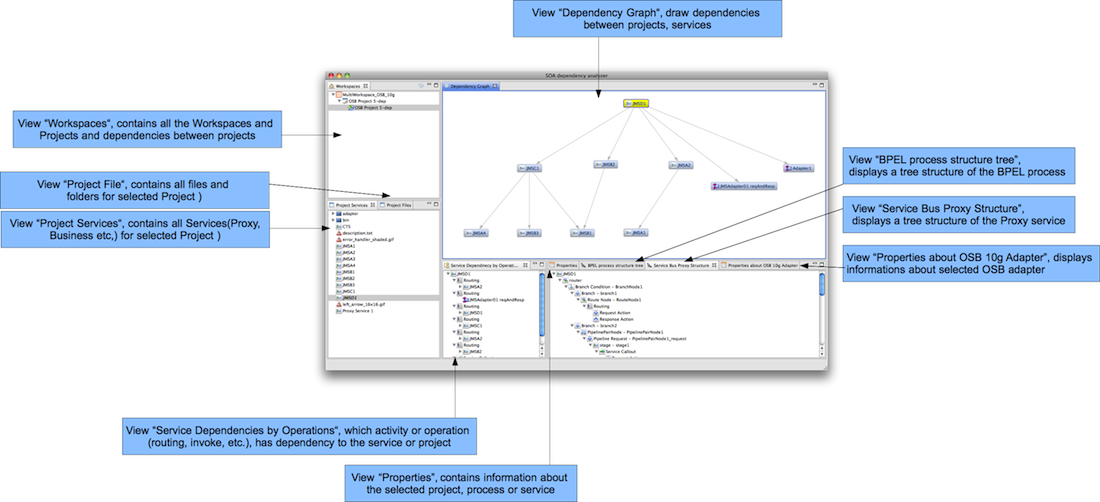 View "Dependency Graph", draw dependencies
between projects, services
SOA dependency analyzer
Workspaces
MultiWorkspace_OSB_10g
OSB Project 5-dep
OSB Project 5-dep
Dependency Graph
JMSD1
JMSC1
JMSB2
JMSA2
Adapter1
JMSAdapter01 reqAndResp
JMSA4
JMSB3
JMSB1
JMSA1
View "Workspaces", contains all the Workspaces and
Projects and dependencies between projects
View "Project File", contains all files and
folders for selected Project )
View "Project Services", contains all Services(Proxy,
Business etc,) for selected Project )
View "BPEL process structure tree",
displays a tree structure of the BPEL process
View "Service Bus Proxy Structure",
displays a tree structure of the Proxy service
View "Properties about OSB 10g Adapter", displays
informations about selected OSB adapter
Project Services
Project Files
adapter
bin
CTS
description.txt
error_handler_shaded.gif
JMSA1
JMSA2
JMSA3
JMSA4
JMSB1
JMSB2
JMSB3
JMSC1
JMSD1
left_arrow_16x16.gif
Proxy Service 1
Service Dependency by Operati...
JMSD1
Routing
JMSA2
JMSAdapter01 reqAndResp
Routing
JMSD1
Routing
JMSC1
Routing
JMSA2
Routing
JMSB2
Properties
BPEL process structure tree
Service Bus Proxy Structure
Properties about OSB 10g Adapter
JMSD1
router
Branch Condition - BranchNode1
Branch - branch1
Route Node - RouteNode1
Routing
Request Action
Response Action
Branch - branch2
PipelinePairNode - PipelinePairNode1
Pipeline Request - PipelinePairNode1_request
stage - stage1
Service Callout
View "Service Dependencies by Operations", which activity or operation
(routing, invoke, etc.), has dependency to the service or project
View "Properties", contains information about
the selected project, process or service